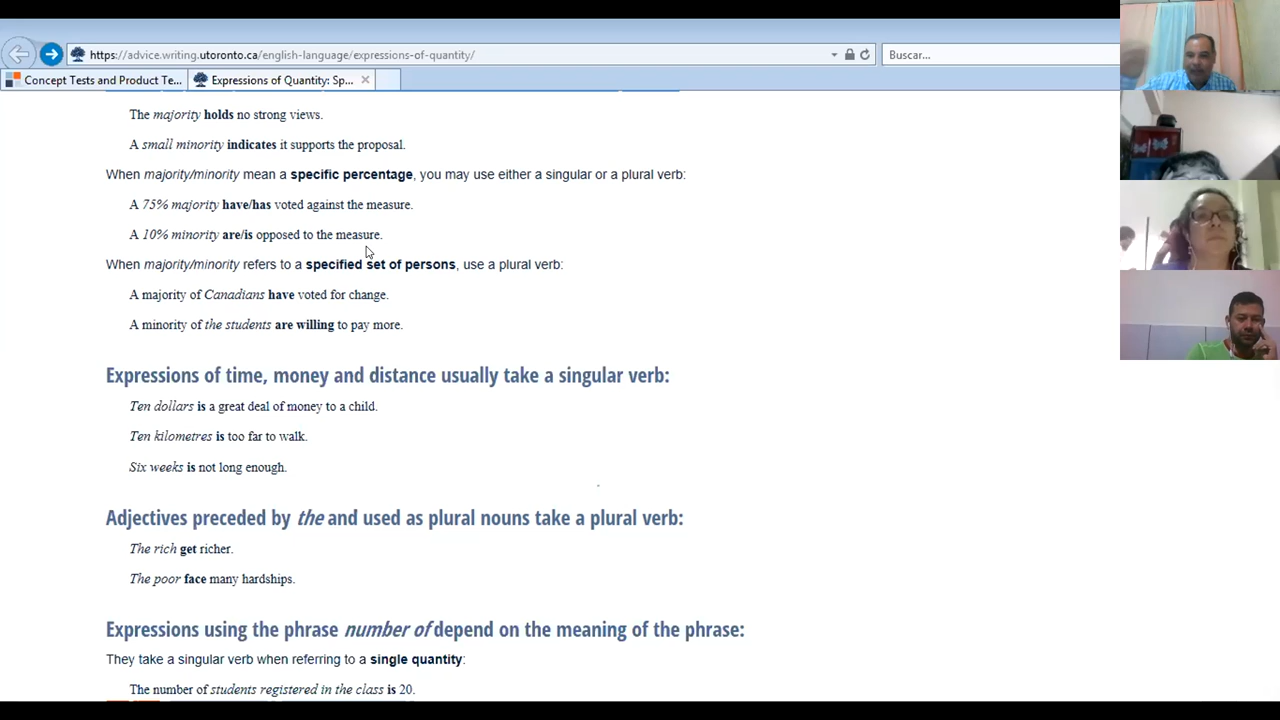 https://advice.writing.utoronto.ca/english-language/expressions-of-quantity/
Buscar...
Concept Tests and Product Te...
Expressions of Quantity: Sp...
The majority holds no strong views.
A small minority indicates it supports the proposal.
When majority/minority mean a specific percentage, you may use either a singular or a plural verb:
A 75% majority have/has voted against the measure.
A 10% minority are/is opposed to the measure.
When majority/minority refers to a specified set of persons, use a plural verb:
A majority of Canadians have voted for change.
A minority of the students are willing to pay more.
Expressions of time, money and distance usually take a singular verb:
Ten dollars is a great deal of money to a child.
Ten kilometres is too far to walk.
Six weeks is not long enough.
Adjectives preceded by the and used as plural nouns take a plural verb:
The rich get richer.
The poor face many hardships.
Expressions using the phrase number of depend on the meaning of the phrase:
They take a singular verb when referring to a single quantity:
The number of students registered in the class is 20.